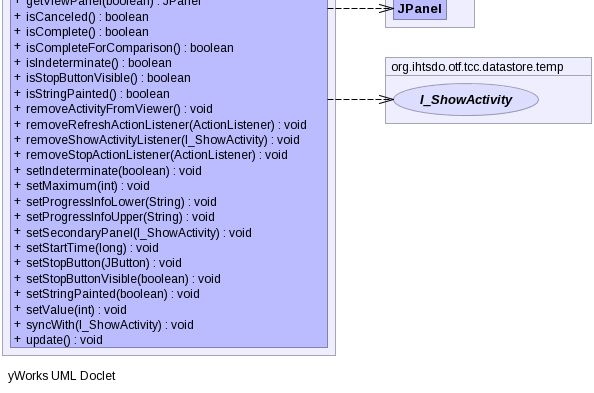 + getViewPanel(boolean) : JPanel
+ isCanceled() : boolean
+ isComplete() : boolean
+ isCompleteForComparison() : boolean
+ isIndeterminate() : boolean
+ isStopButtonVisible() : boolean
+ isStringPainted() : boolean
+ removeActivityFromViewer() : void
+ removeRefreshActionListener(ActionListener) : void
+ removeShowActivityListener(I_ShowActivity) : void
+ removeStopActionListener(ActionListener) : void
+ setIndeterminate(boolean) : void
+ setMaximum(int) : void
+ setProgressInfoLower(String) : void
+ setProgressInfoUpper(String) : void
+ setSecondaryPanel(I_ShowActivity) : void
+ setStartTime(long) : void
+ setStopButton(JButton) : void
+ setStopButtonVisible(boolean) : void
+ setStringPainted(boolean) : void
+ setValue(int) : void
+ syncWith(I_ShowActivity) : void
+ update() : void
JPanel
org.ihtsdo.otf.tcc.datastore.temp
I_ShowActivity
yWorks UML Doclet